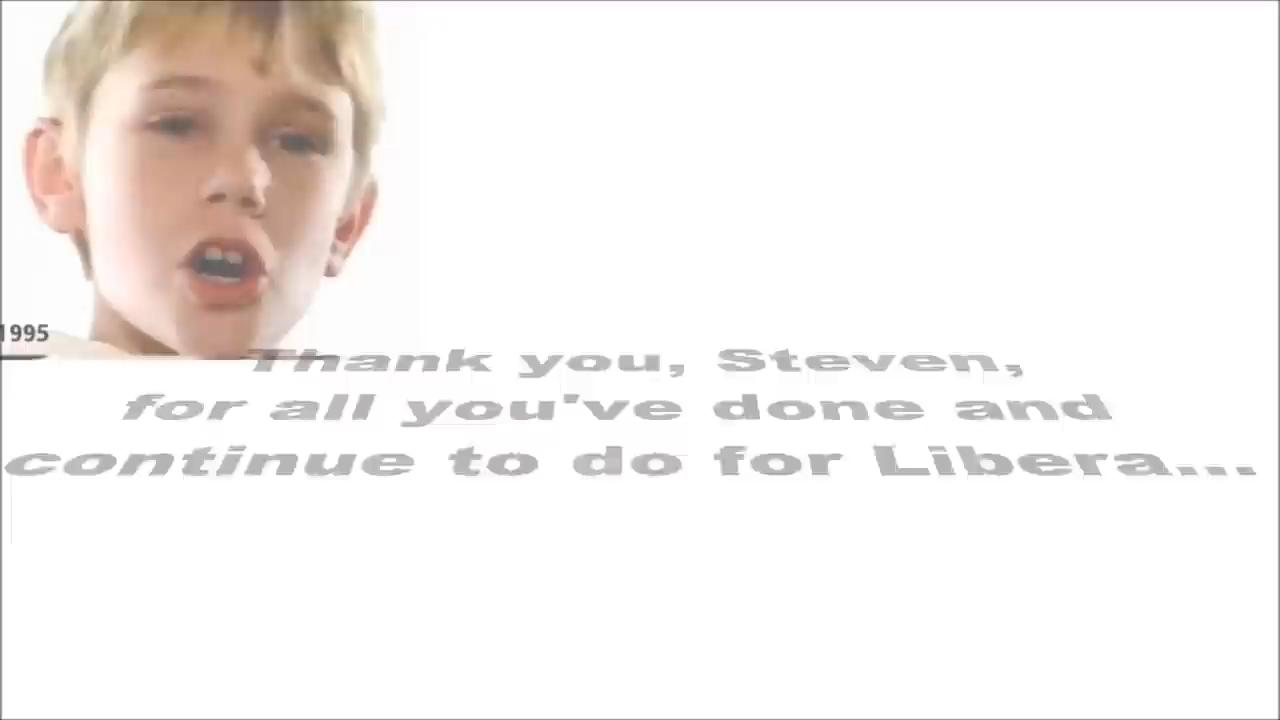 1995
Thank you, Steven,
for all you've done and
continue to do for Libera...